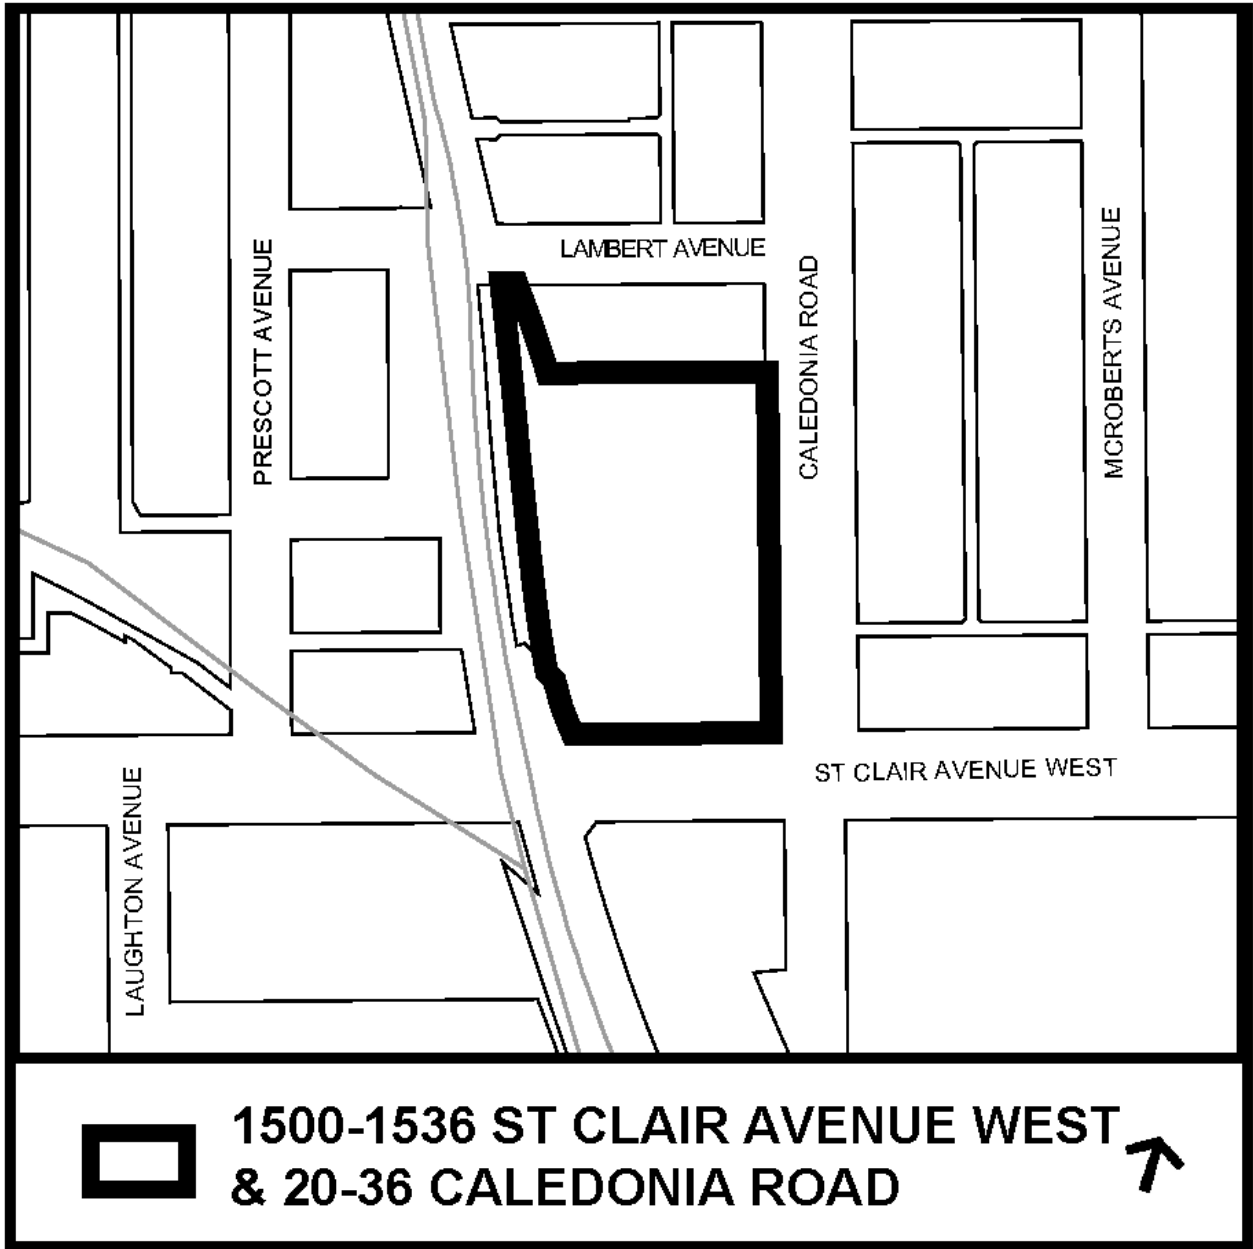 LAMBERT AVENUE
PRESCOTT AVENUE
CALEDONIA ROAD
MCROBERTS AVENUE
ST CLAIR AVENUE WEST
LAUGHTON AVENUE
1500-1536 ST CLAIR AVENUE WEST
& 20-36 CALEDONIA ROAD